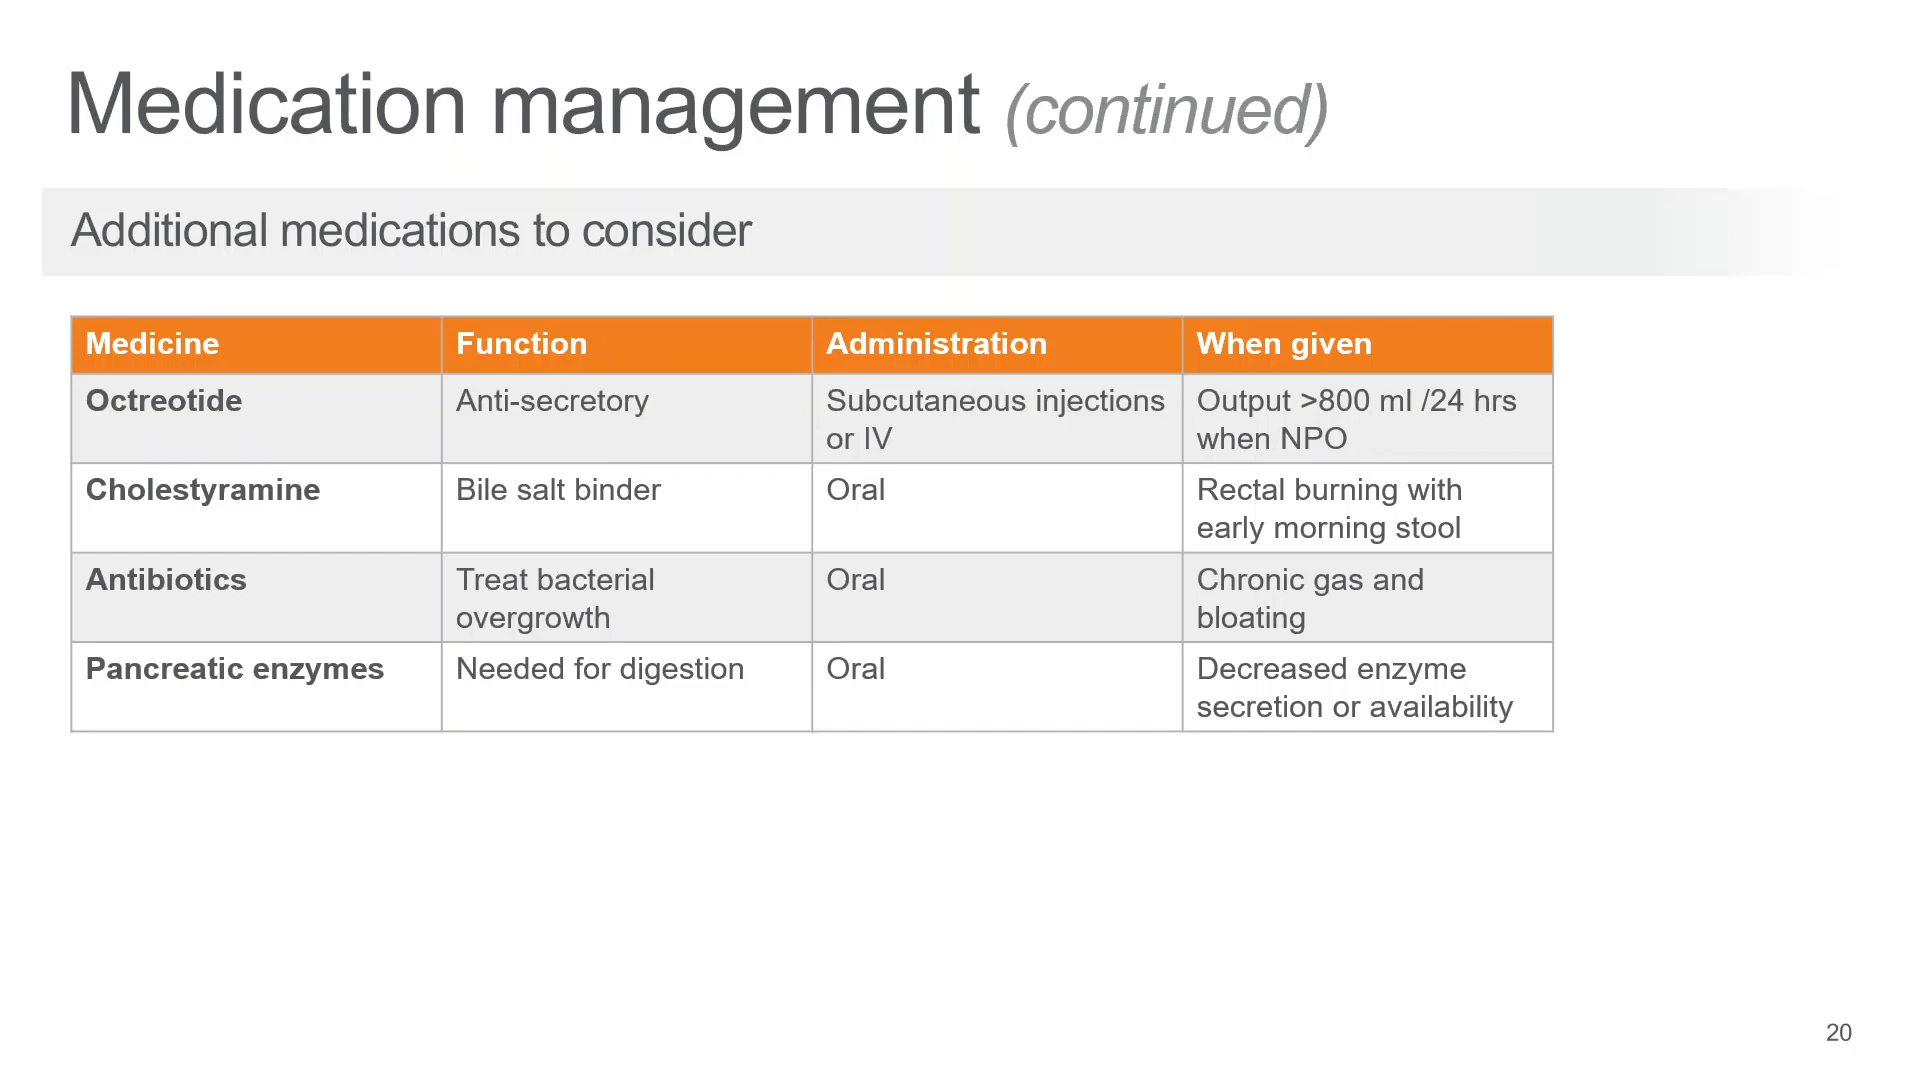 Medication management (continued)
Additional medications to consider
Medicine Function Administration When given
Octreotide Anti-secretory Subcutaneous injections or IV Output >800 ml /24 hrs when NPO
Cholestyramine Bile salt binder Oral Rectal burning with early morning stool
Antibiotics Treat bacterial overgrowth Oral Chronic gas and bloating
Pancreatic enzymes Needed for digestion Oral Decreased enzyme secretion or availability
20